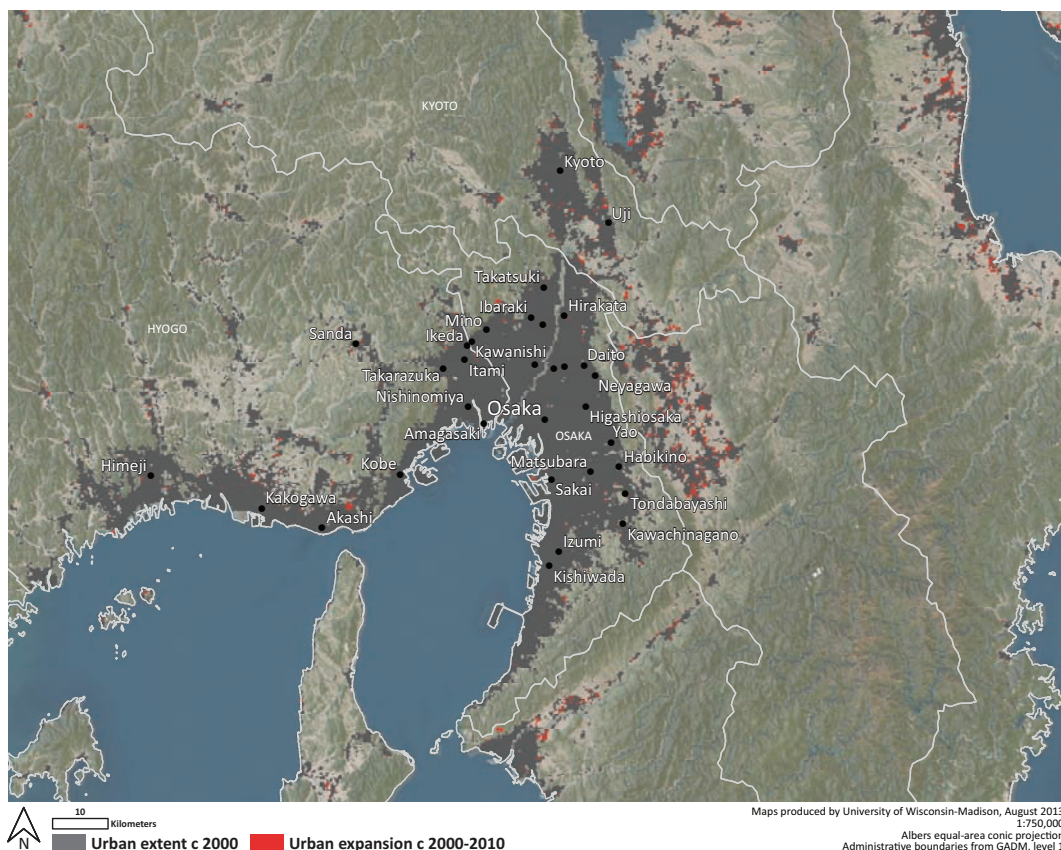 KYOTO
Kyoto
Uji
Takatsuki
Ibaraki
Hirakata
Mino
HYOGO
Sanda
Ikeda
Kawanishi
Daito
Itami
Takarazuka
Neyagawa
Nishinomiya
Osaka
Higashiosaka
Amagasaki
OSAKA
Yao
Habikino
Matsubara
Himeji
Kobe
Sakai
Kakogawa
Tondabayashi
Akashi
Kawachinagano
Izumi
Kishiwada
10
Kilometers
N
Urban extent c 2000
Urban expansion c 2000-2010
Maps produced by University of Wisconsin-Madison, August 2013
1:750,000
Albers equal-area conic projection
Administrative boundaries from GADM, level